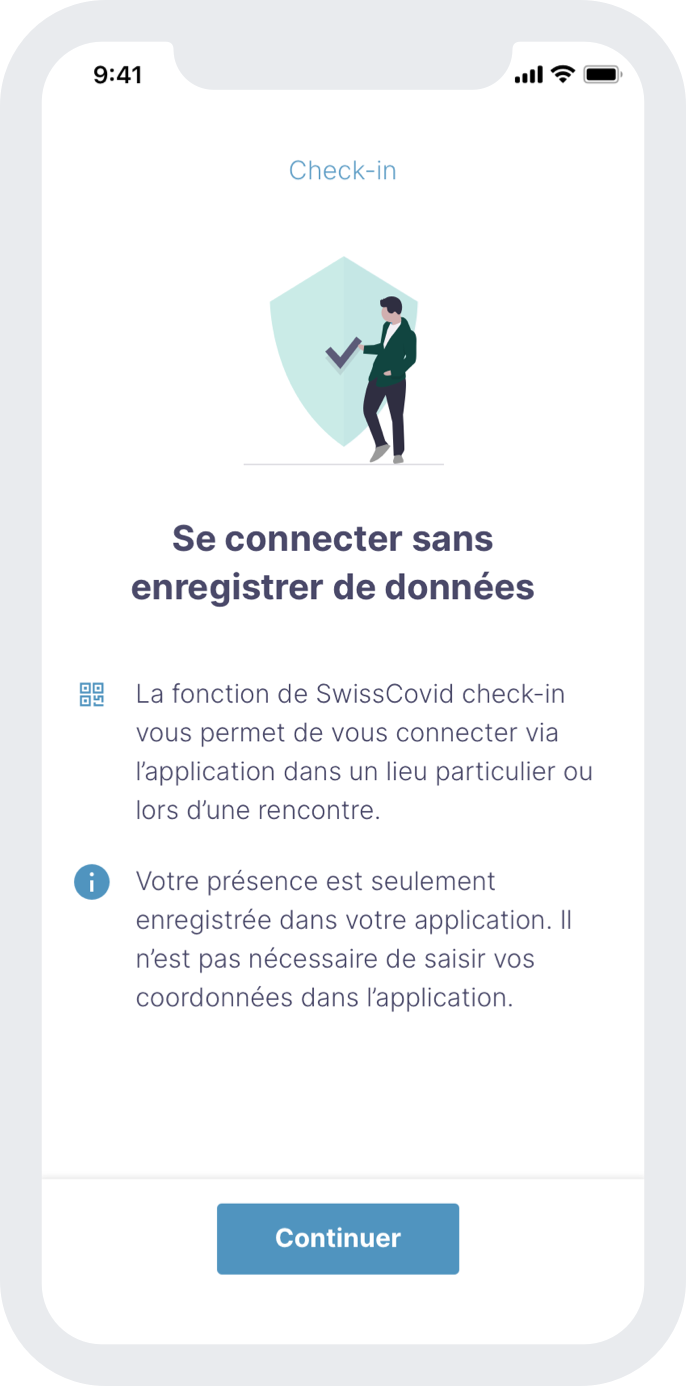 9:41
Check-in
Se connecter sans
enregistrer de données
La fonction de SwissCovid check-in
vous permet de vous connecter via
l’application dans un lieu particulier ou
lors d’une rencontre.
Votre présence est seulement
enregistrée dans votre application. Il
n’est pas nécessaire de saisir vos
coordonnées dans l’application.
Continuer